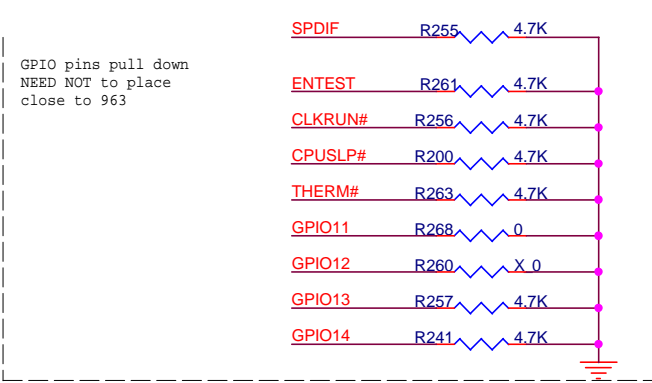 SPDIF R255 4.7K
GPIO pins pull down
NEED NOT to place
close to 963
ENTEST R261 4.7K
CLKRUN# R256 4.7K
CPUSLP# R200 4.7K
THERM# R263 4.7K
GPIO11 R268 0
GPIO12 R260 X_0
GPIO13 R257 4.7K
GPIO14 R241 4.7K